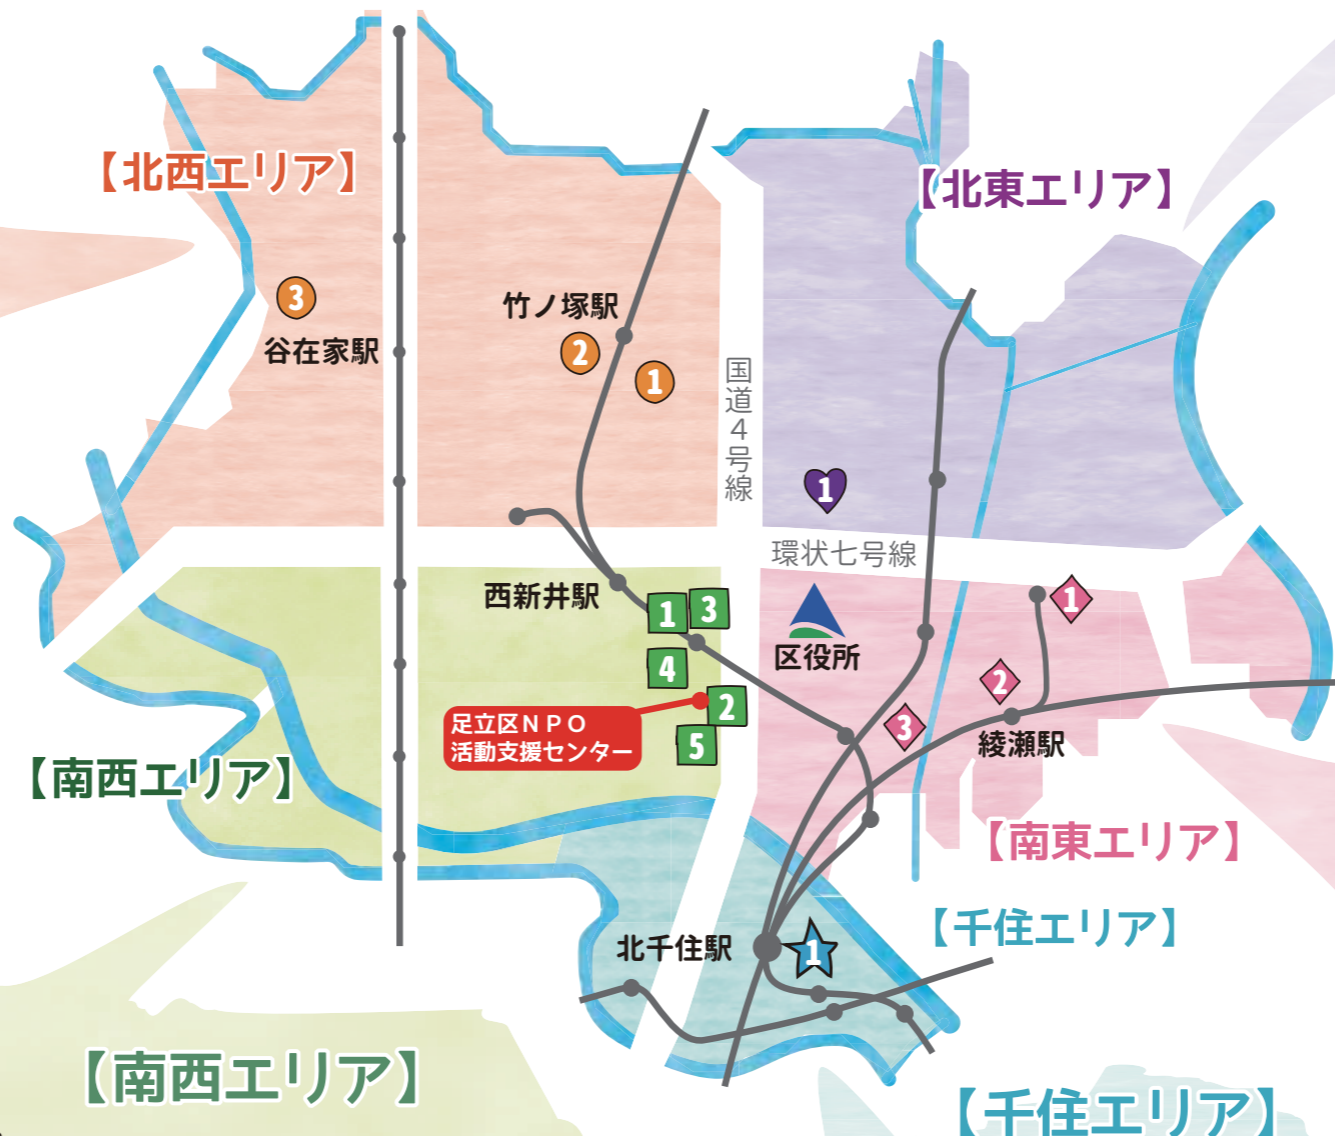 【北西エリア】
【北東エリア】
3
谷在家駅
竹ノ塚駅
2
1
国道4号線
1
環状七号線
西新井駅
1
3
4
2
5
足立区NPO
活動支援センター
区役所
1
2
3
綾瀬駅
【南西エリア】
【南東エリア】
【千住エリア】
北千住駅
1
【南西エリア】
【千住エリア】